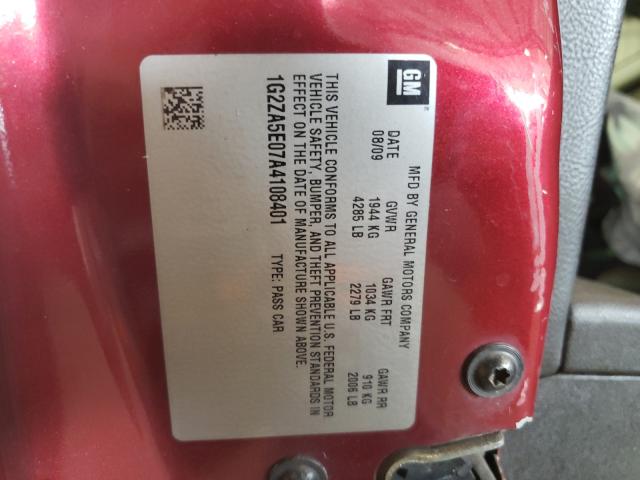 GM
MFD BY GENERAL MOTORS COMPANY
DATE GVWR GAWR FRT GAWR RR
08/09 1944 KG 1034 KG 910 KG
4285 LB 2279 LB 2006 LB
THIS VEHICLE CONFORMS TO ALL APPLICABLE U.S. FEDERAL MOTOR
VEHICLE SAFETY, BUMPER, AND THEFT PREVENTION STANDARDS IN
EFFECT ON THE DATE OF MANUFACTURE SHOWN ABOVE.
1G2ZA5E07A4108401 TYPE: PASS CAR